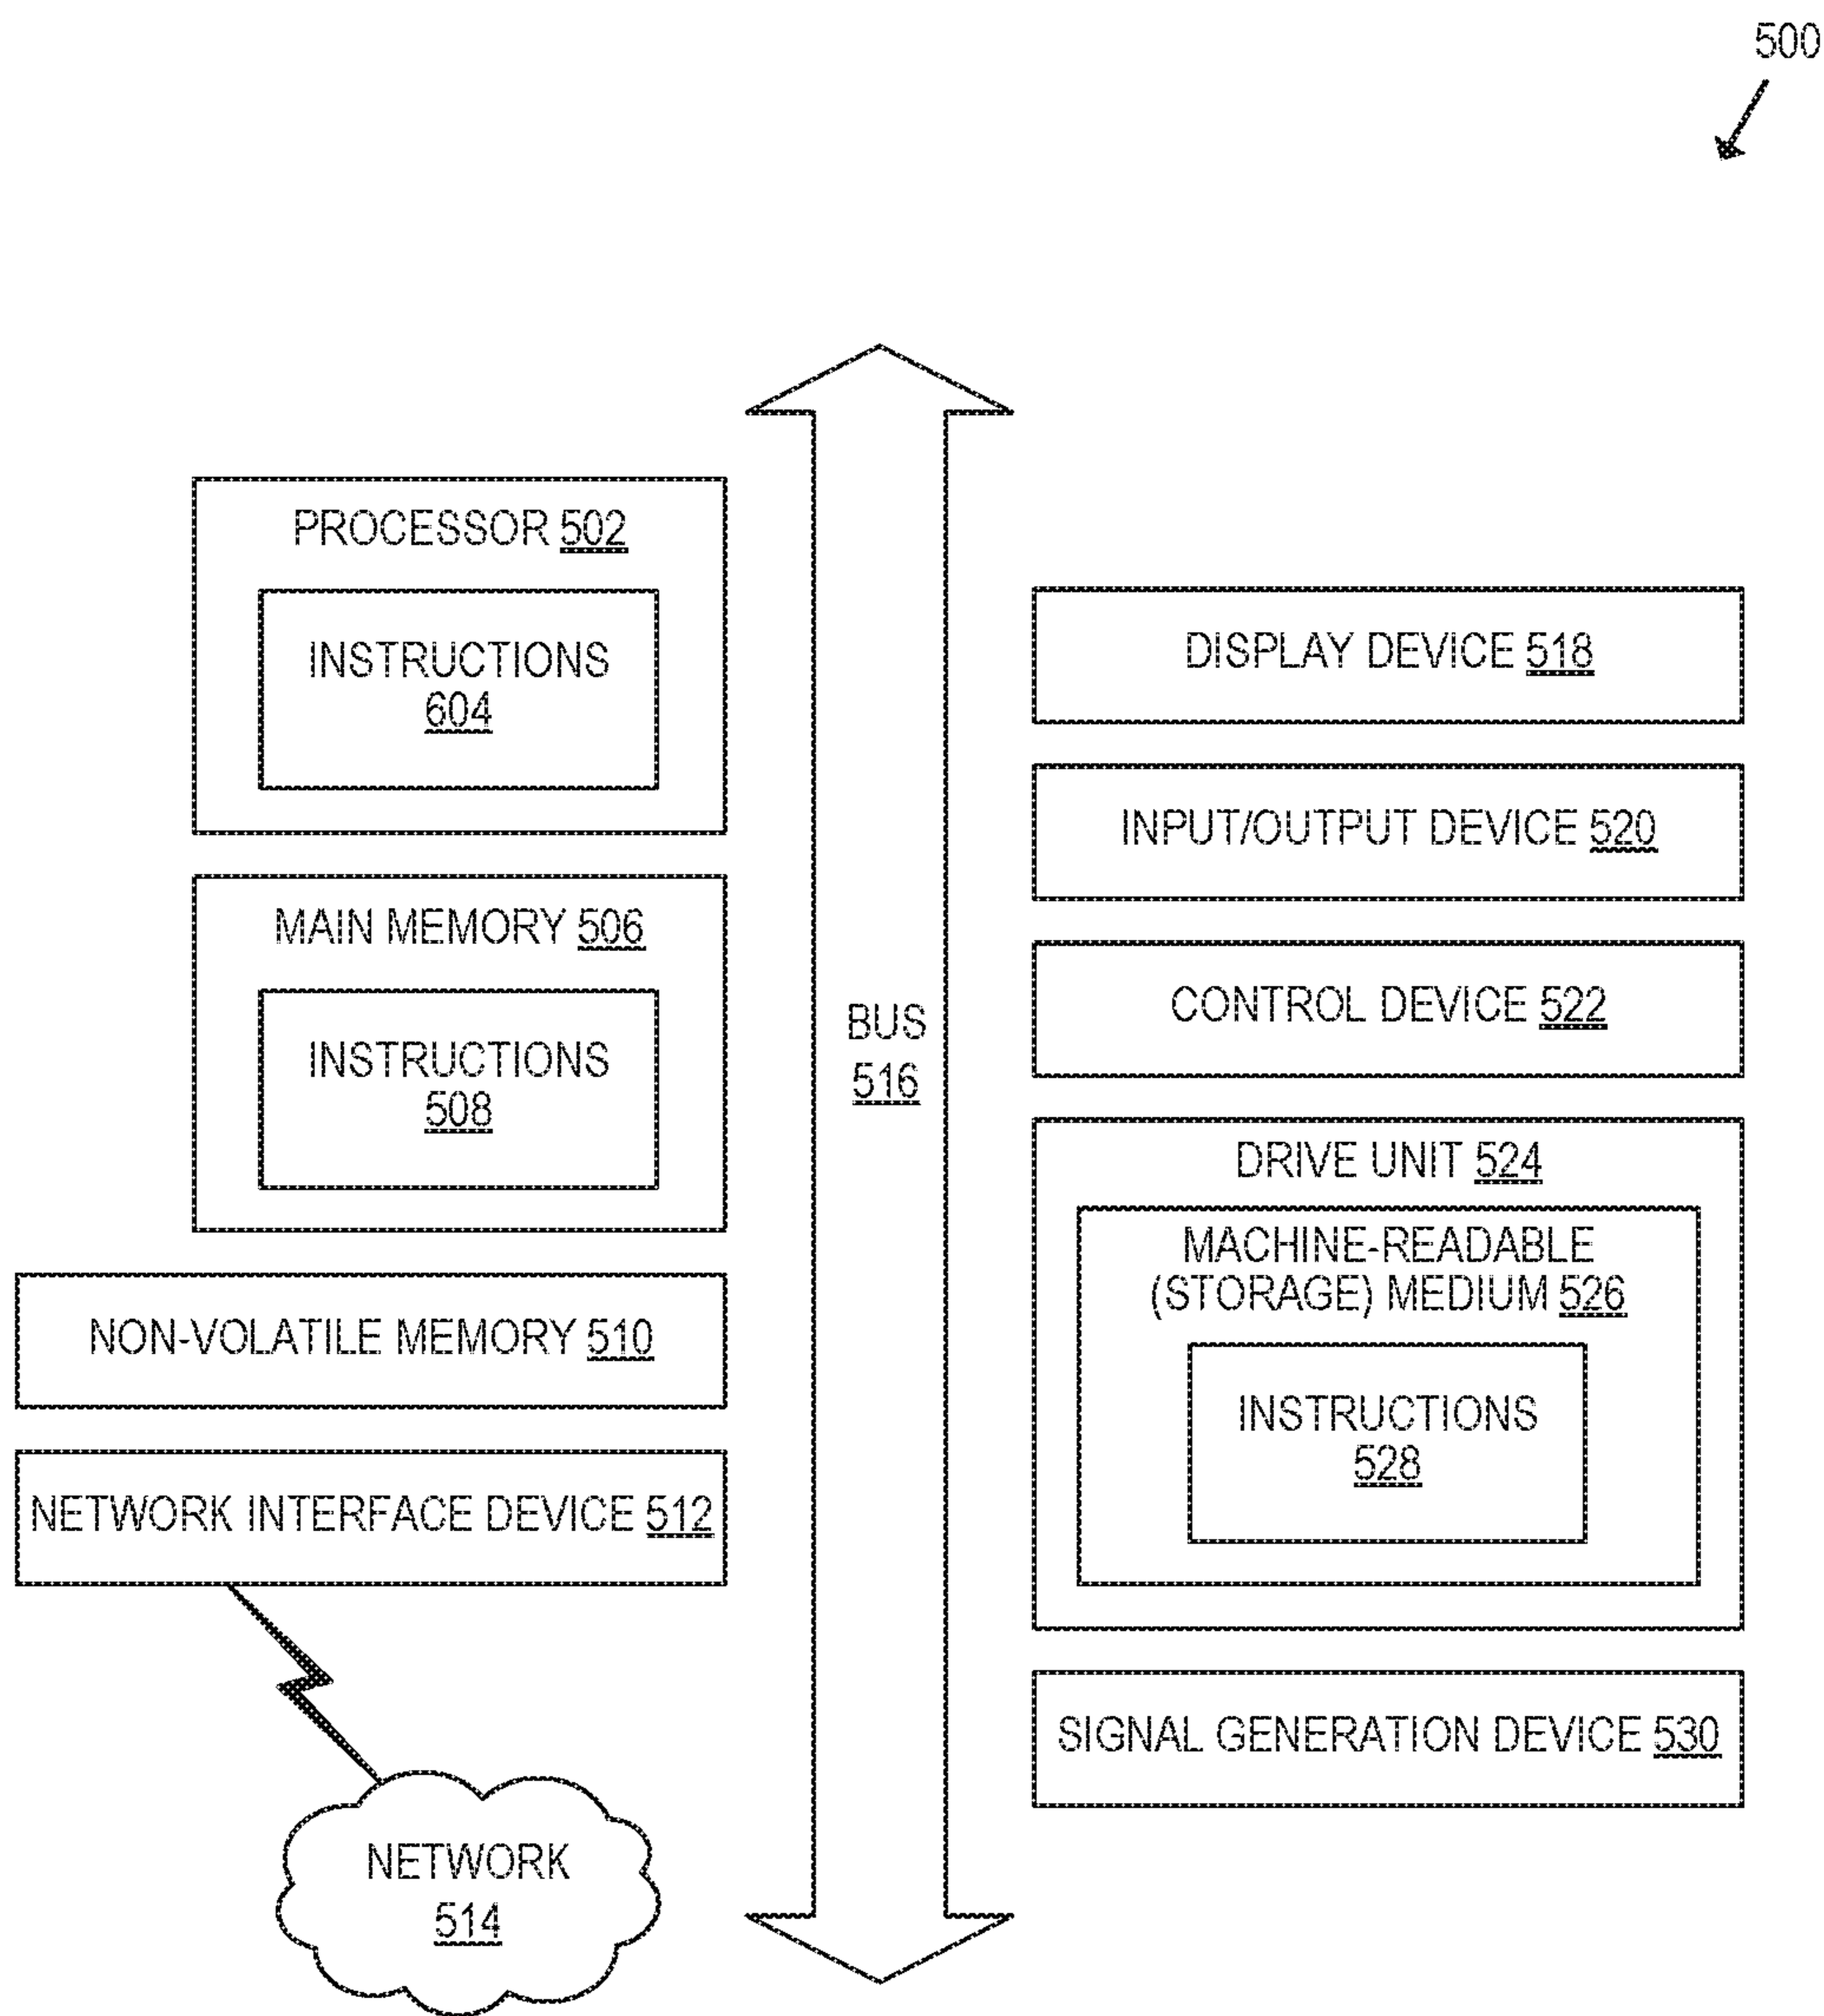 500
PROCESSOR 502
INSTRUCTIONS
604
MAIN MEMORY 506
INSTRUCTIONS
508
NON-VOLATILE MEMORY 510
NETWORK INTERFACE DEVICE 512
NETWORK
514
BUS
516
DISPLAY DEVICE 518
INPUT/OUTPUT DEVICE 520
CONTROL DEVICE 522
DRIVE UNIT 524
MACHINE-READABLE
(STORAGE) MEDIUM 526
INSTRUCTIONS
528
SIGNAL GENERATION DEVICE 530